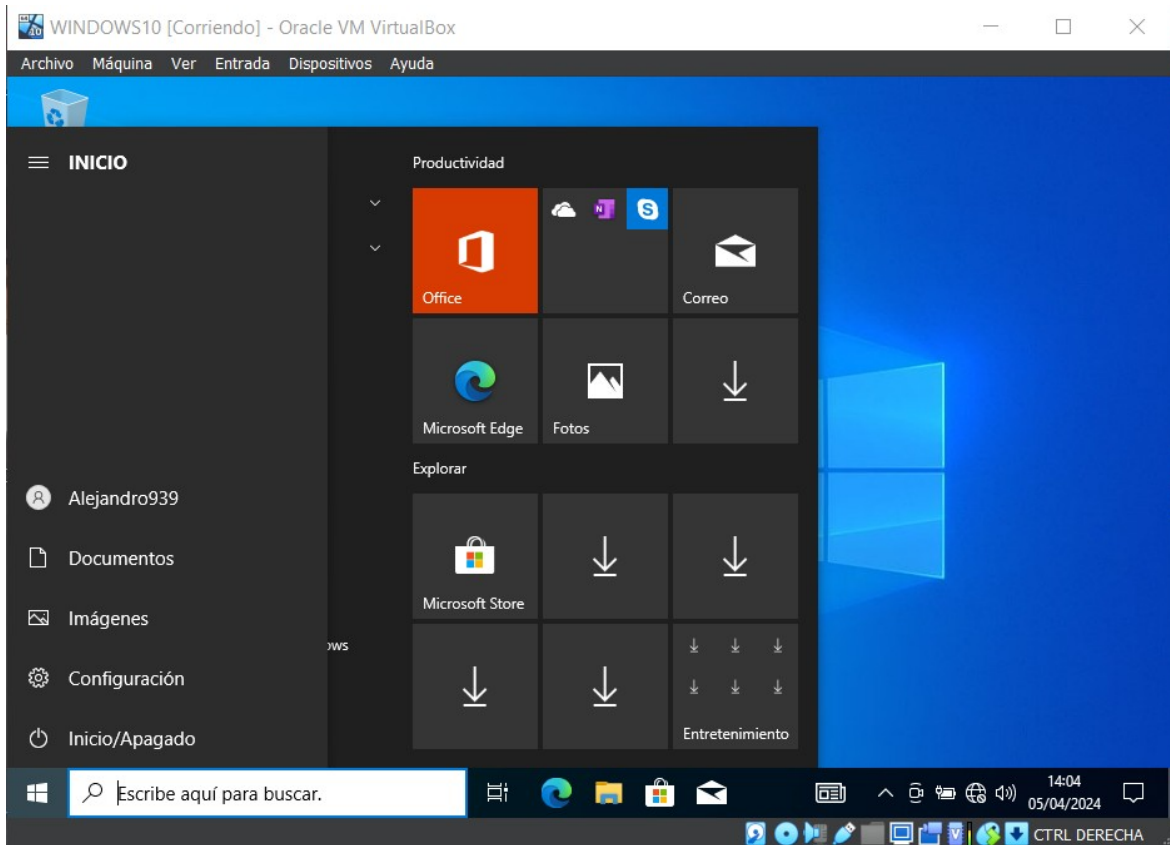 WINDOWS10 [Corriendo] - Oracle VM VirtualBox
Archivo Máquina Ver Entrada Dispositivos Ayuda
INICIO
Alejandro939
Documentos
Imágenes
Configuración
Inicio/Apagado
ows
Productividad
Office
Correo
Microsoft Edge
Fotos
Explorar
Microsoft Store
Entretenimiento
Escribe aquí para buscar.
14:04
05/04/2024
CTRL DERECHA